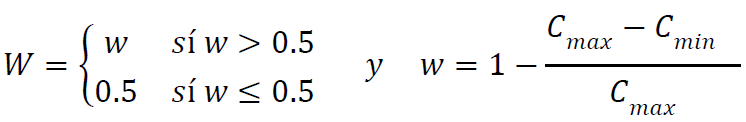 W = { w sí w > 0.5
0.5 sí w ≤ 0.5 y w = 1 − (C_max − C_min) / C_max